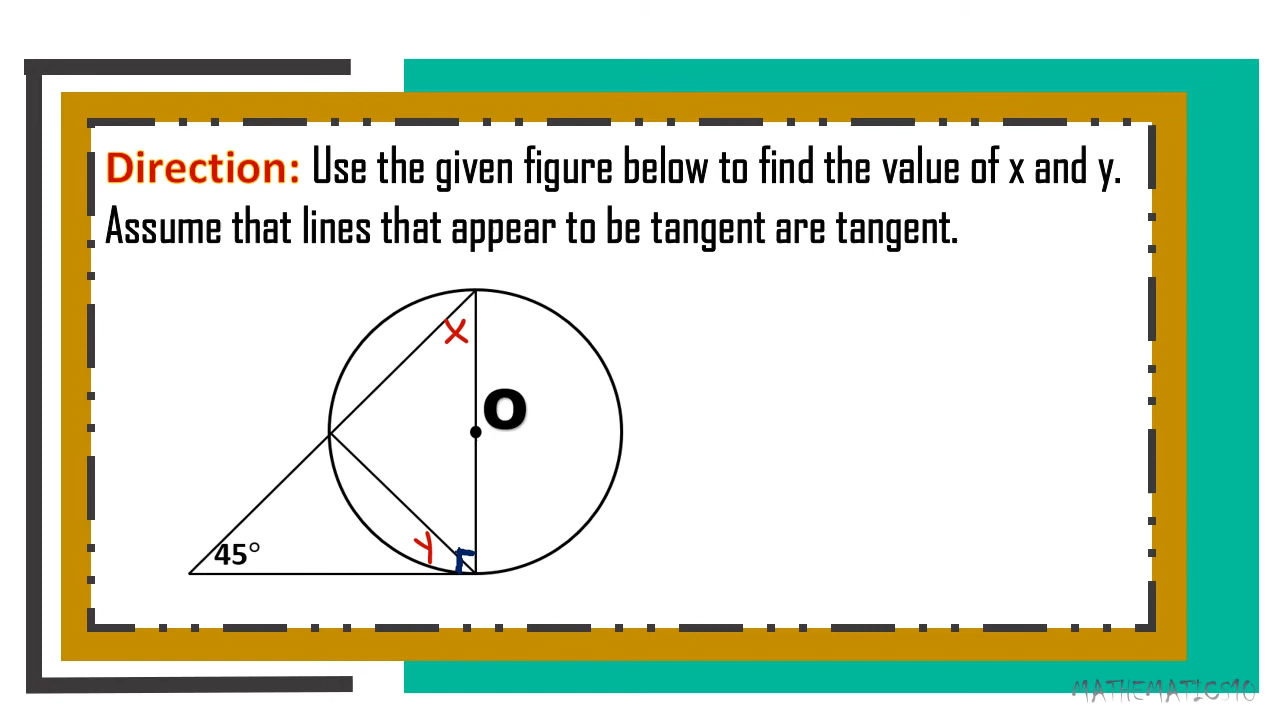 Direction: Use the given figure below to find the value of x and y.
Assume that lines that appear to be tangent are tangent.
x
O
y
45°
MATHEMATICS10